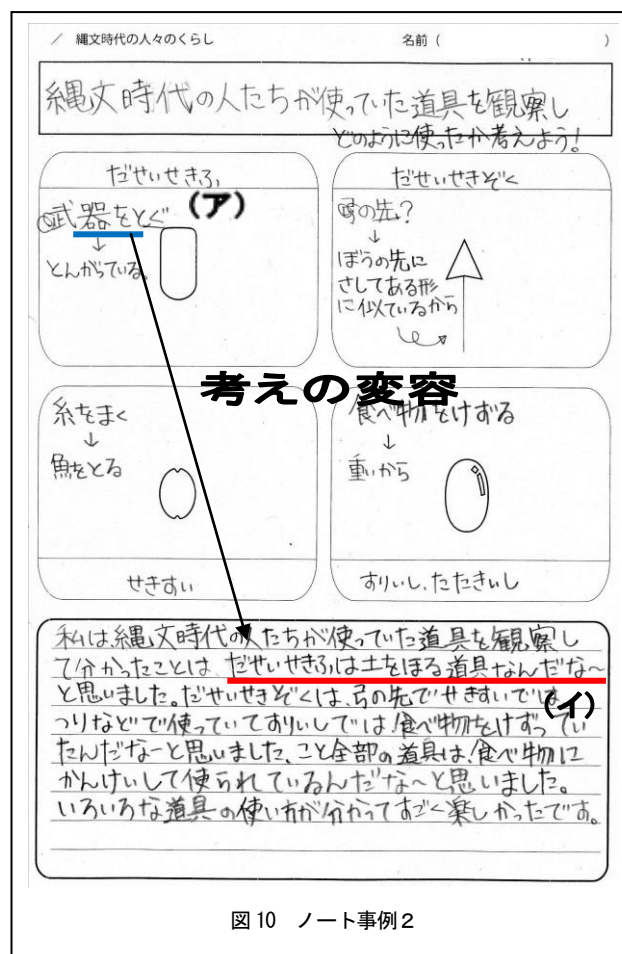 / 縄文時代の人々のくらし 名前( )
縄文時代の人たちが使っていた道具を観察し
どのように使ったか考えよう!
だせいせきふ
武器をとぐ (ア)
↓
とんがっている。
だせいせきぞく
弓の先?
↓
ぼうの先に
さしてある形
に似ているから
考えの変容
糸をまく
↓
魚をとる
せきすい
食べ物をけずる
↓
重いから
すりいし、たたきいし
私は、縄文時代の人たちが使っていた道具を観察し
て分かったことは、だせいせきふは土をほる道具なんだな〜
と思いました。だせいせきぞくは、弓の先でせきすいでは
(イ)
つりなどで使っていてすりいしでは、食べ物をけずってい
たんだなーと思いました、こと全部の道具は、食べ物に
かんけいして使られているんだな〜と思いました。
いろいろな道具の使い方が分かってすごく楽しかったです。
図10 ノート事例2